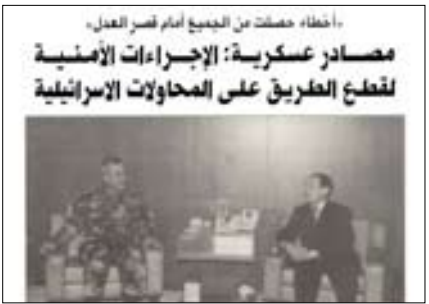 «أخطاء حصلت من الجميع أمام قصر العدل»
مصادر عسكرية: الإجراءات الأمنية
لقطع الطريق على المحاولات الاسرائيلية